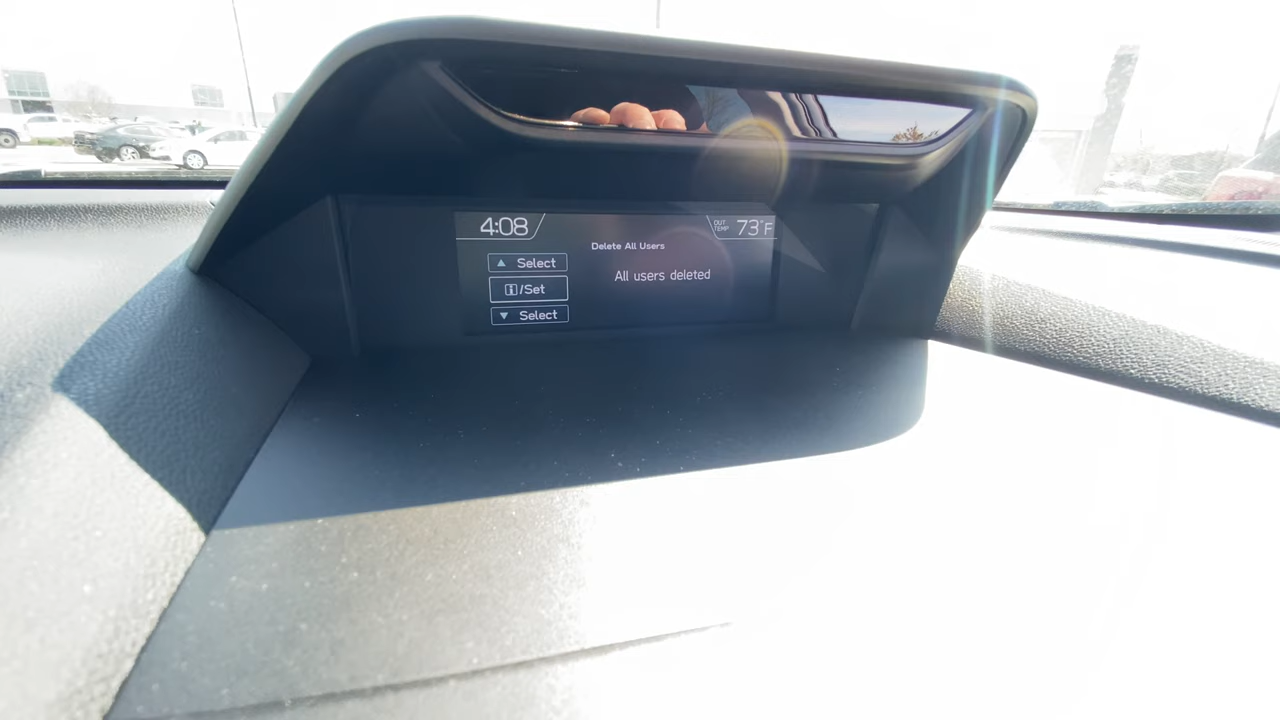 4:08
OUT
TEMP
73°F
Delete All Users
▲ Select
All users deleted
i/Set
▼ Select